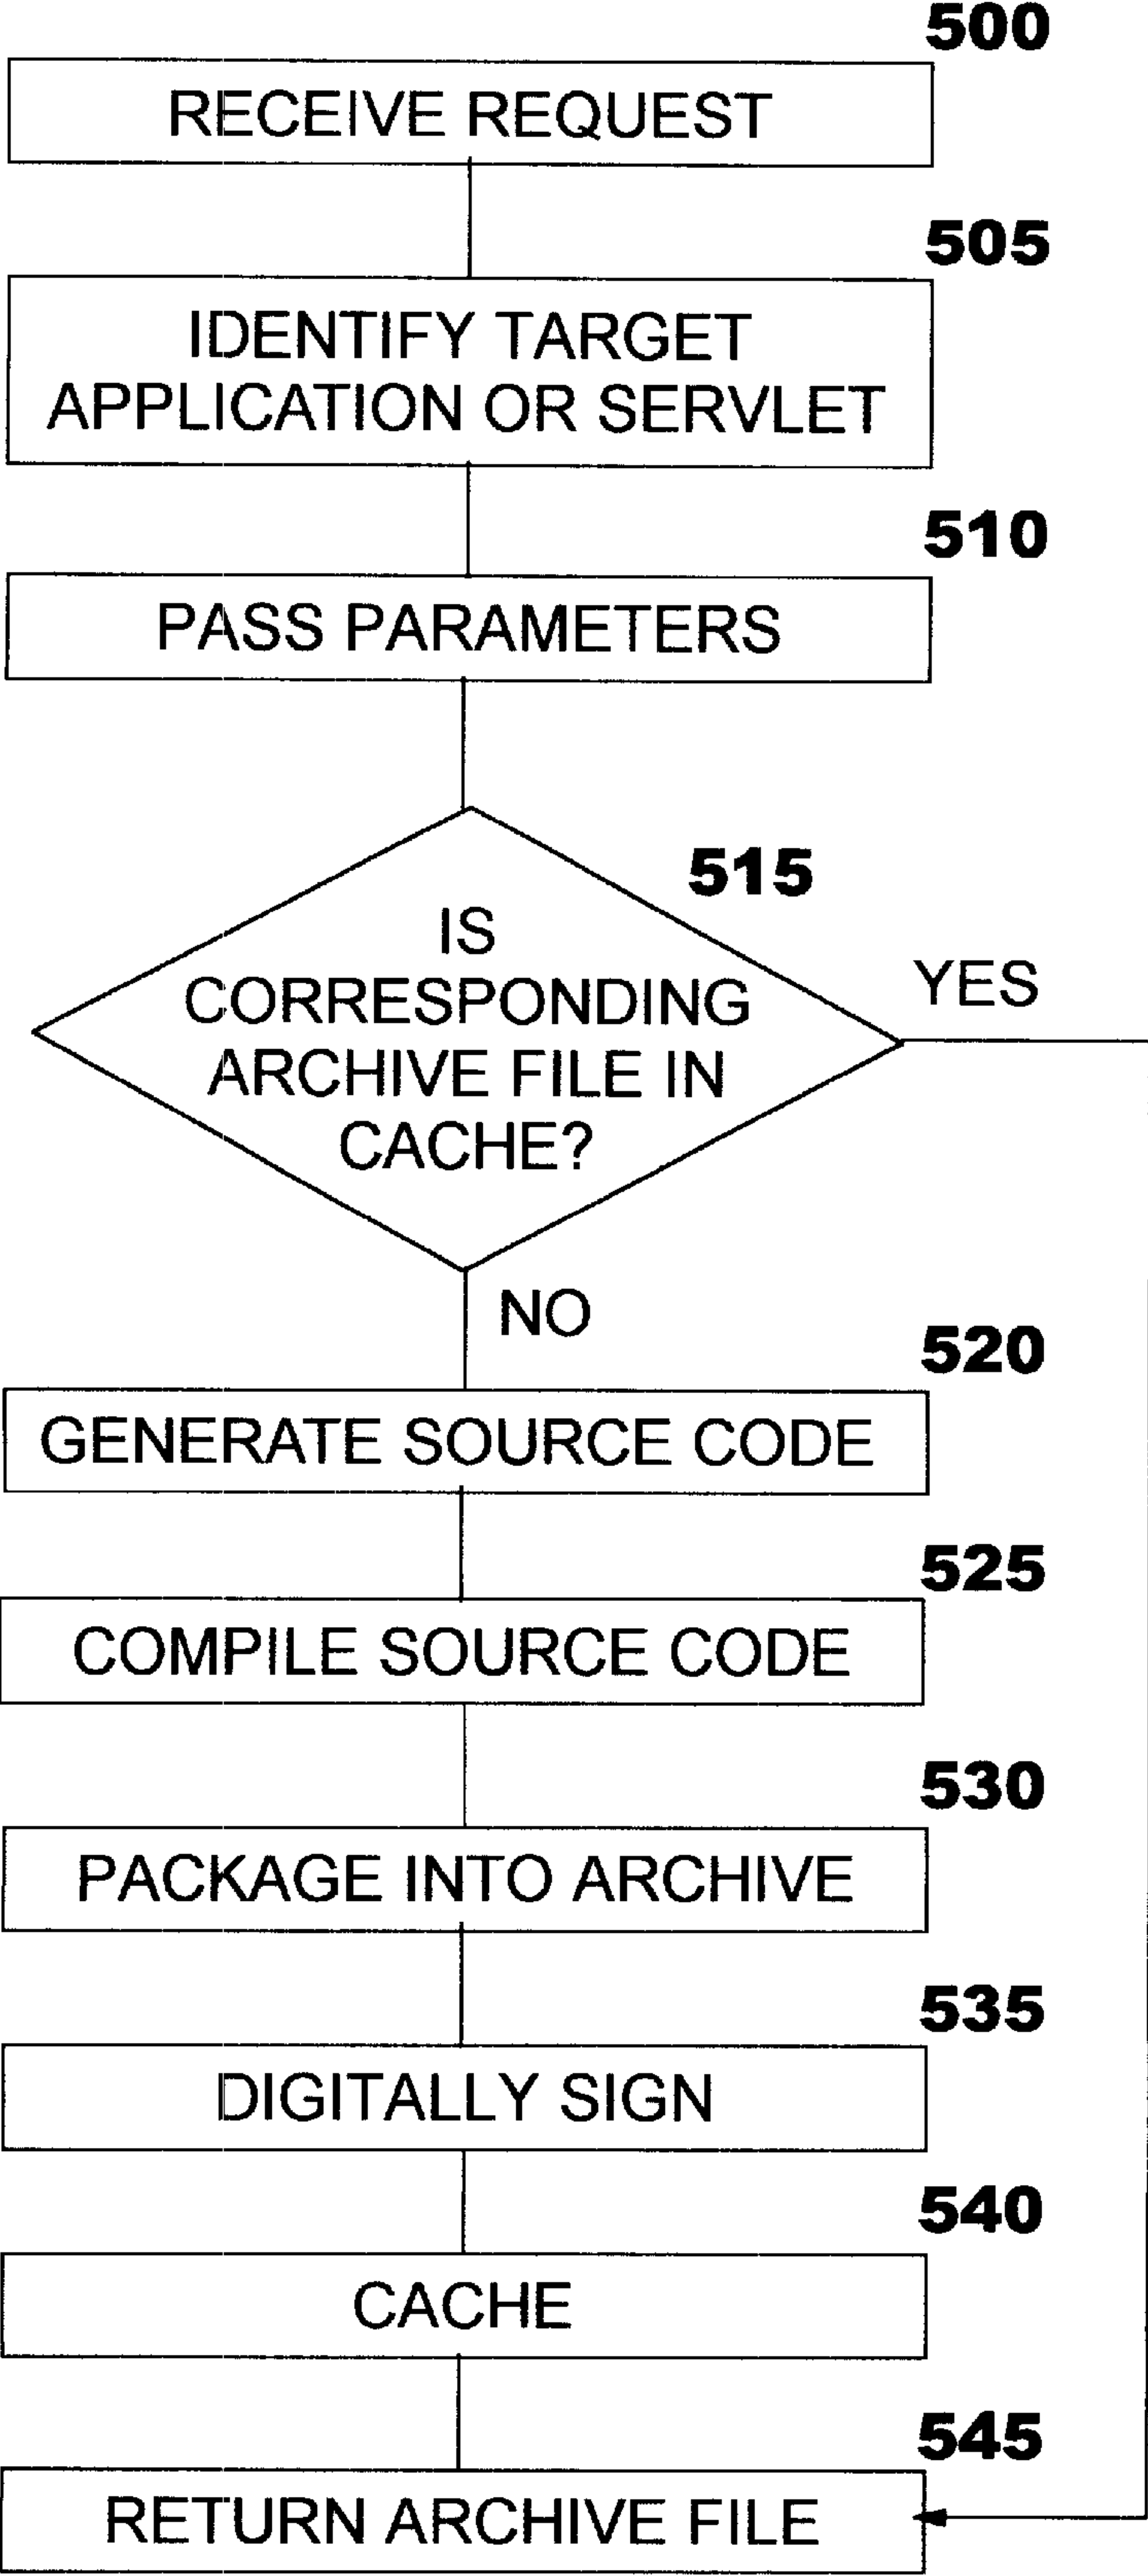 500
RECEIVE REQUEST
505
IDENTIFY TARGET
APPLICATION OR SERVLET
510
PASS PARAMETERS
515
IS
CORRESPONDING
ARCHIVE FILE IN
CACHE?
YES
NO
520
GENERATE SOURCE CODE
525
COMPILE SOURCE CODE
530
PACKAGE INTO ARCHIVE
535
DIGITALLY SIGN
540
CACHE
545
RETURN ARCHIVE FILE